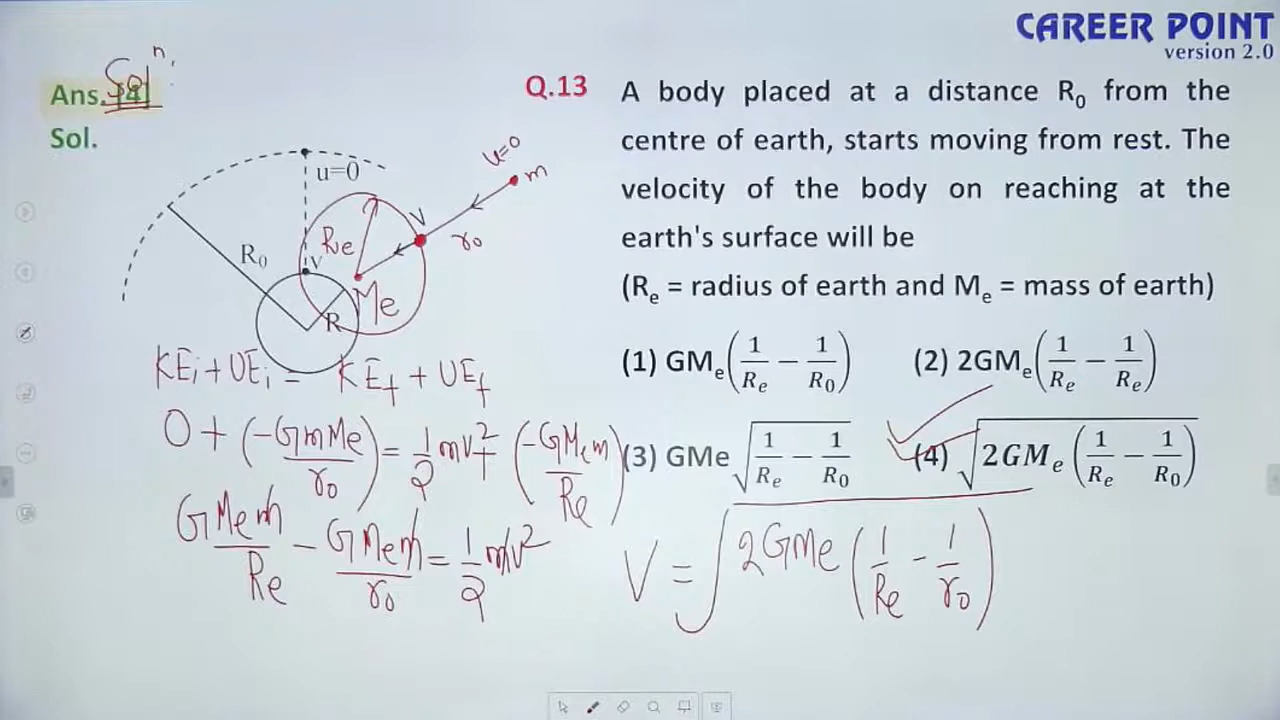 CAREER POINT
version 2.0
Solⁿ.
Ans. [4]
Sol.
u=0
R₀
v
R
Re
Me
V
r₀
u=0
m
Q.13 A body placed at a distance R₀ from the
centre of earth, starts moving from rest. The
velocity of the body on reaching at the
earth's surface will be
(Rₑ = radius of earth and Mₑ = mass of earth)
(1) GMₑ(1/Rₑ − 1/R₀) (2) 2GMₑ(1/Rₑ − 1/Rₑ)
(3) GMe√(1/Rₑ − 1/R₀) (4) √(2GMₑ(1/Rₑ − 1/R₀))
KEi + UEi = KEf + UEf
0 + (−GmMe/r₀) = 1/2 mv² + (−GMem/Re)
GMem/Re − GMem/r₀ = 1/2 mv²
V = √(2GMe(1/Re − 1/r₀))